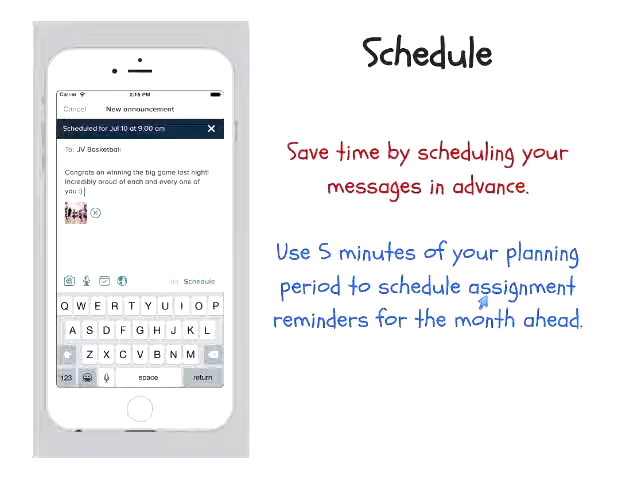 Schedule
Carrier 2:15 PM
Cancel New announcement
Scheduled for Jul 10 at 9:00 am X
To: JV Basketball
Congrats on winning the big game last night!
Incredibly proud of each and every one of
you :)
Schedule
Q W E R T Y U I O P
A S D F G H J K L
Z X C V B N M
123 space return
Save time by scheduling your
messages in advance.
Use 5 minutes of your planning
period to schedule assignment
reminders for the month ahead.